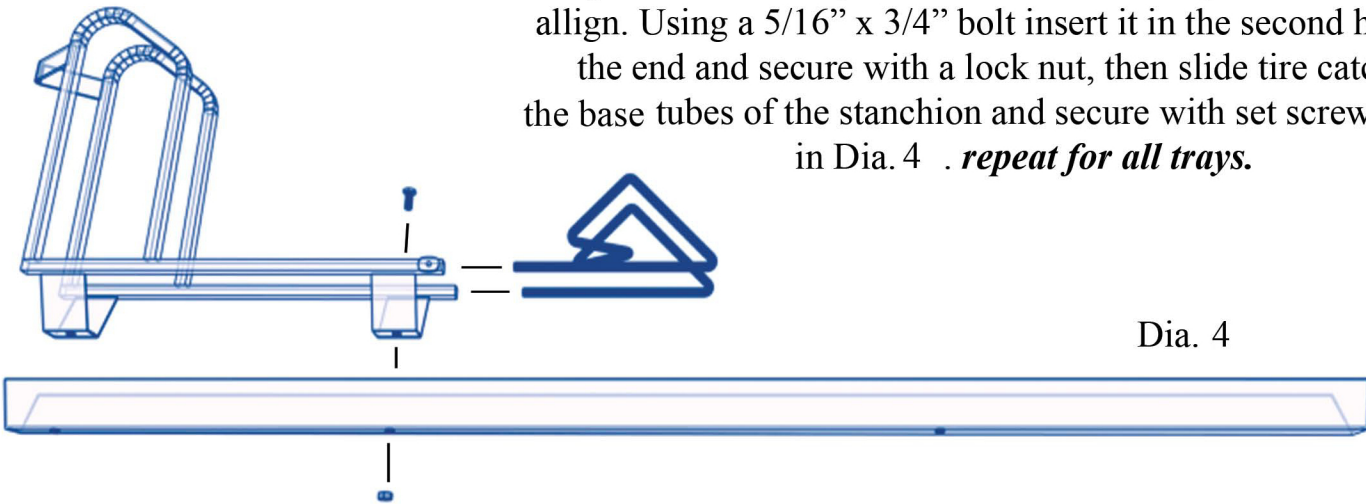 allign. Using a 5/16” x 3/4” bolt insert it in the second
the end and secure with a lock nut, then slide tire
the base tubes of the stanchion and secure with set
in Dia. 4 . repeat for all trays.
Dia. 4